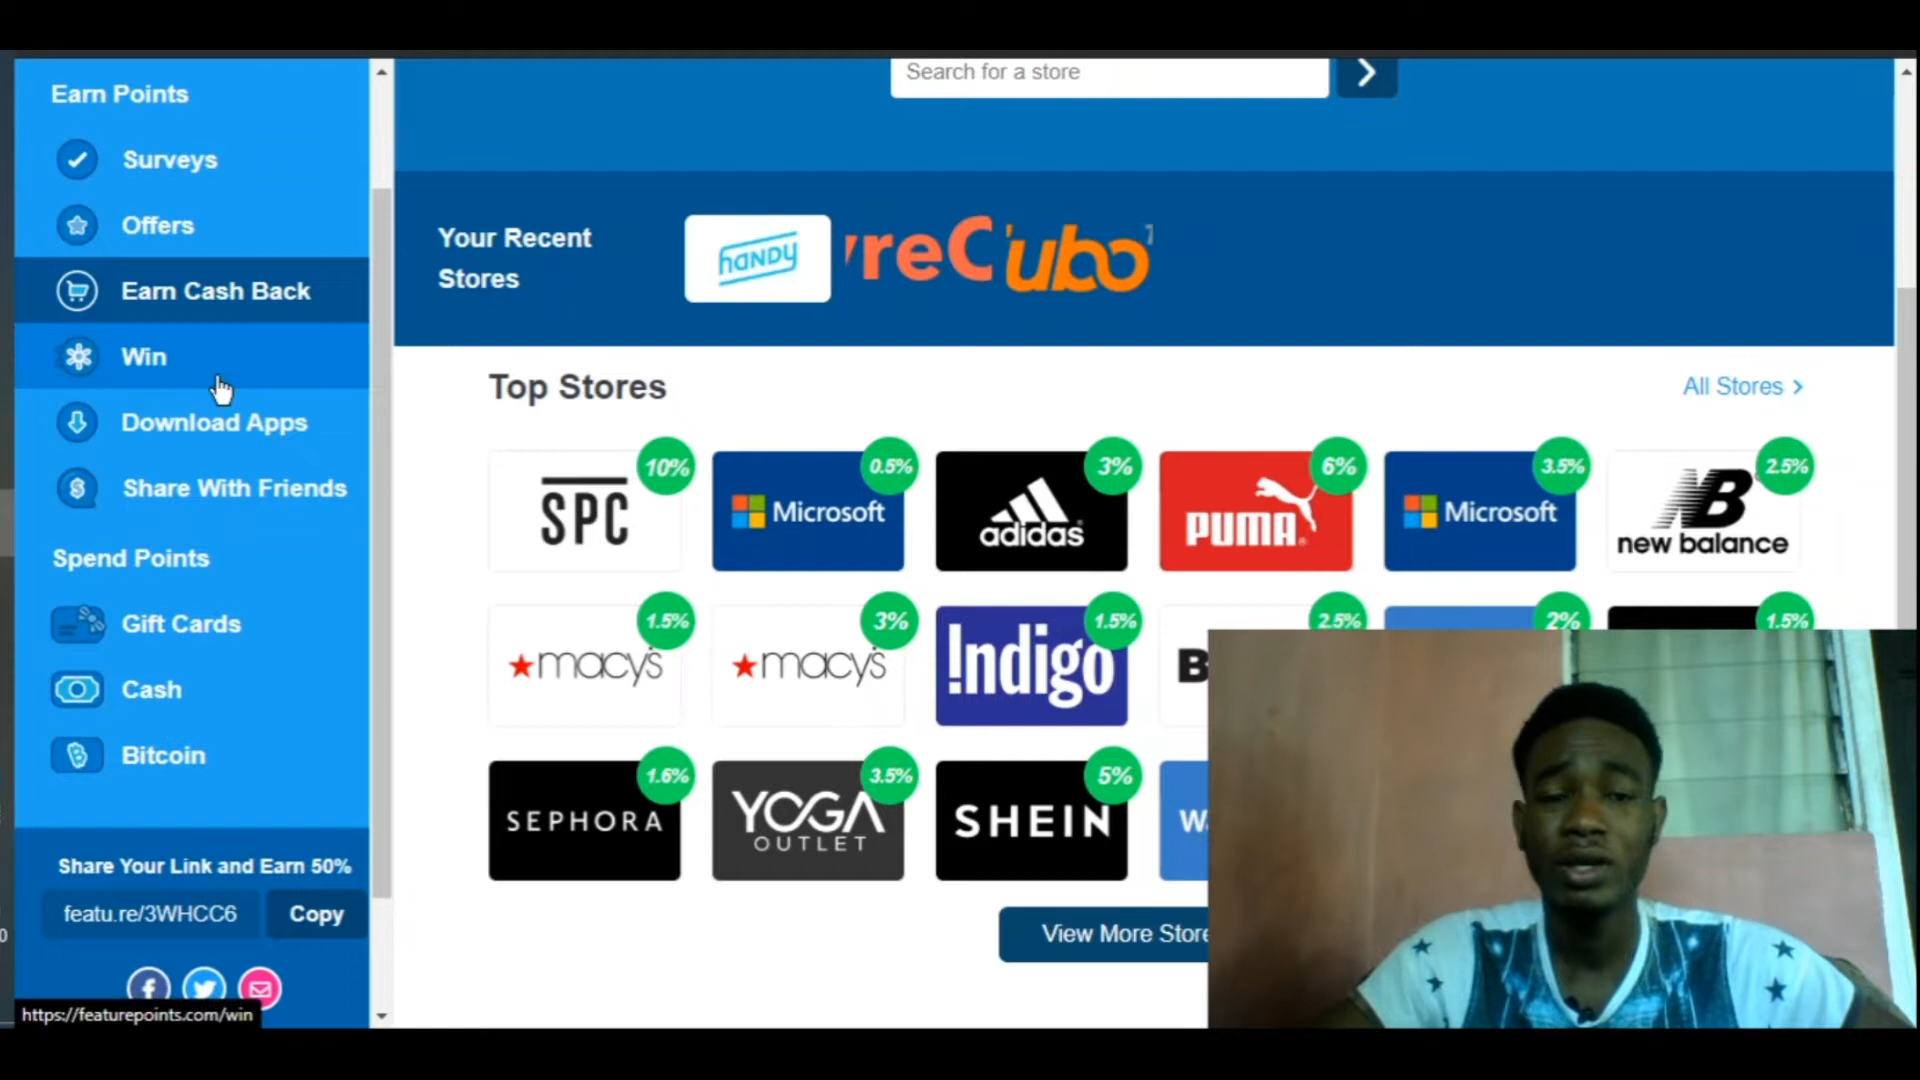 Earn Points
Surveys
Offers
Earn Cash Back
Win
Download Apps
Share With Friends
Spend Points
Gift Cards
Cash
Bitcoin
Share Your Link and Earn 50%
featu.re/3WHCC6
Copy
https://featurepoints.com/win
Search for a store
Your Recent
Stores
HANDY
reC
ubo
Top Stores
All Stores >
10%
SPC
0.5%
Microsoft
3%
adidas
6%
PUMA
3.5%
Microsoft
2.5%
NB
new balance
1.5%
macy's
3%
macy's
1.5%
!ndigo
2.5%
B
2%
1.5%
1.6%
SEPHORA
3.5%
YOGA
OUTLET
5%
SHEIN
W
View More Store